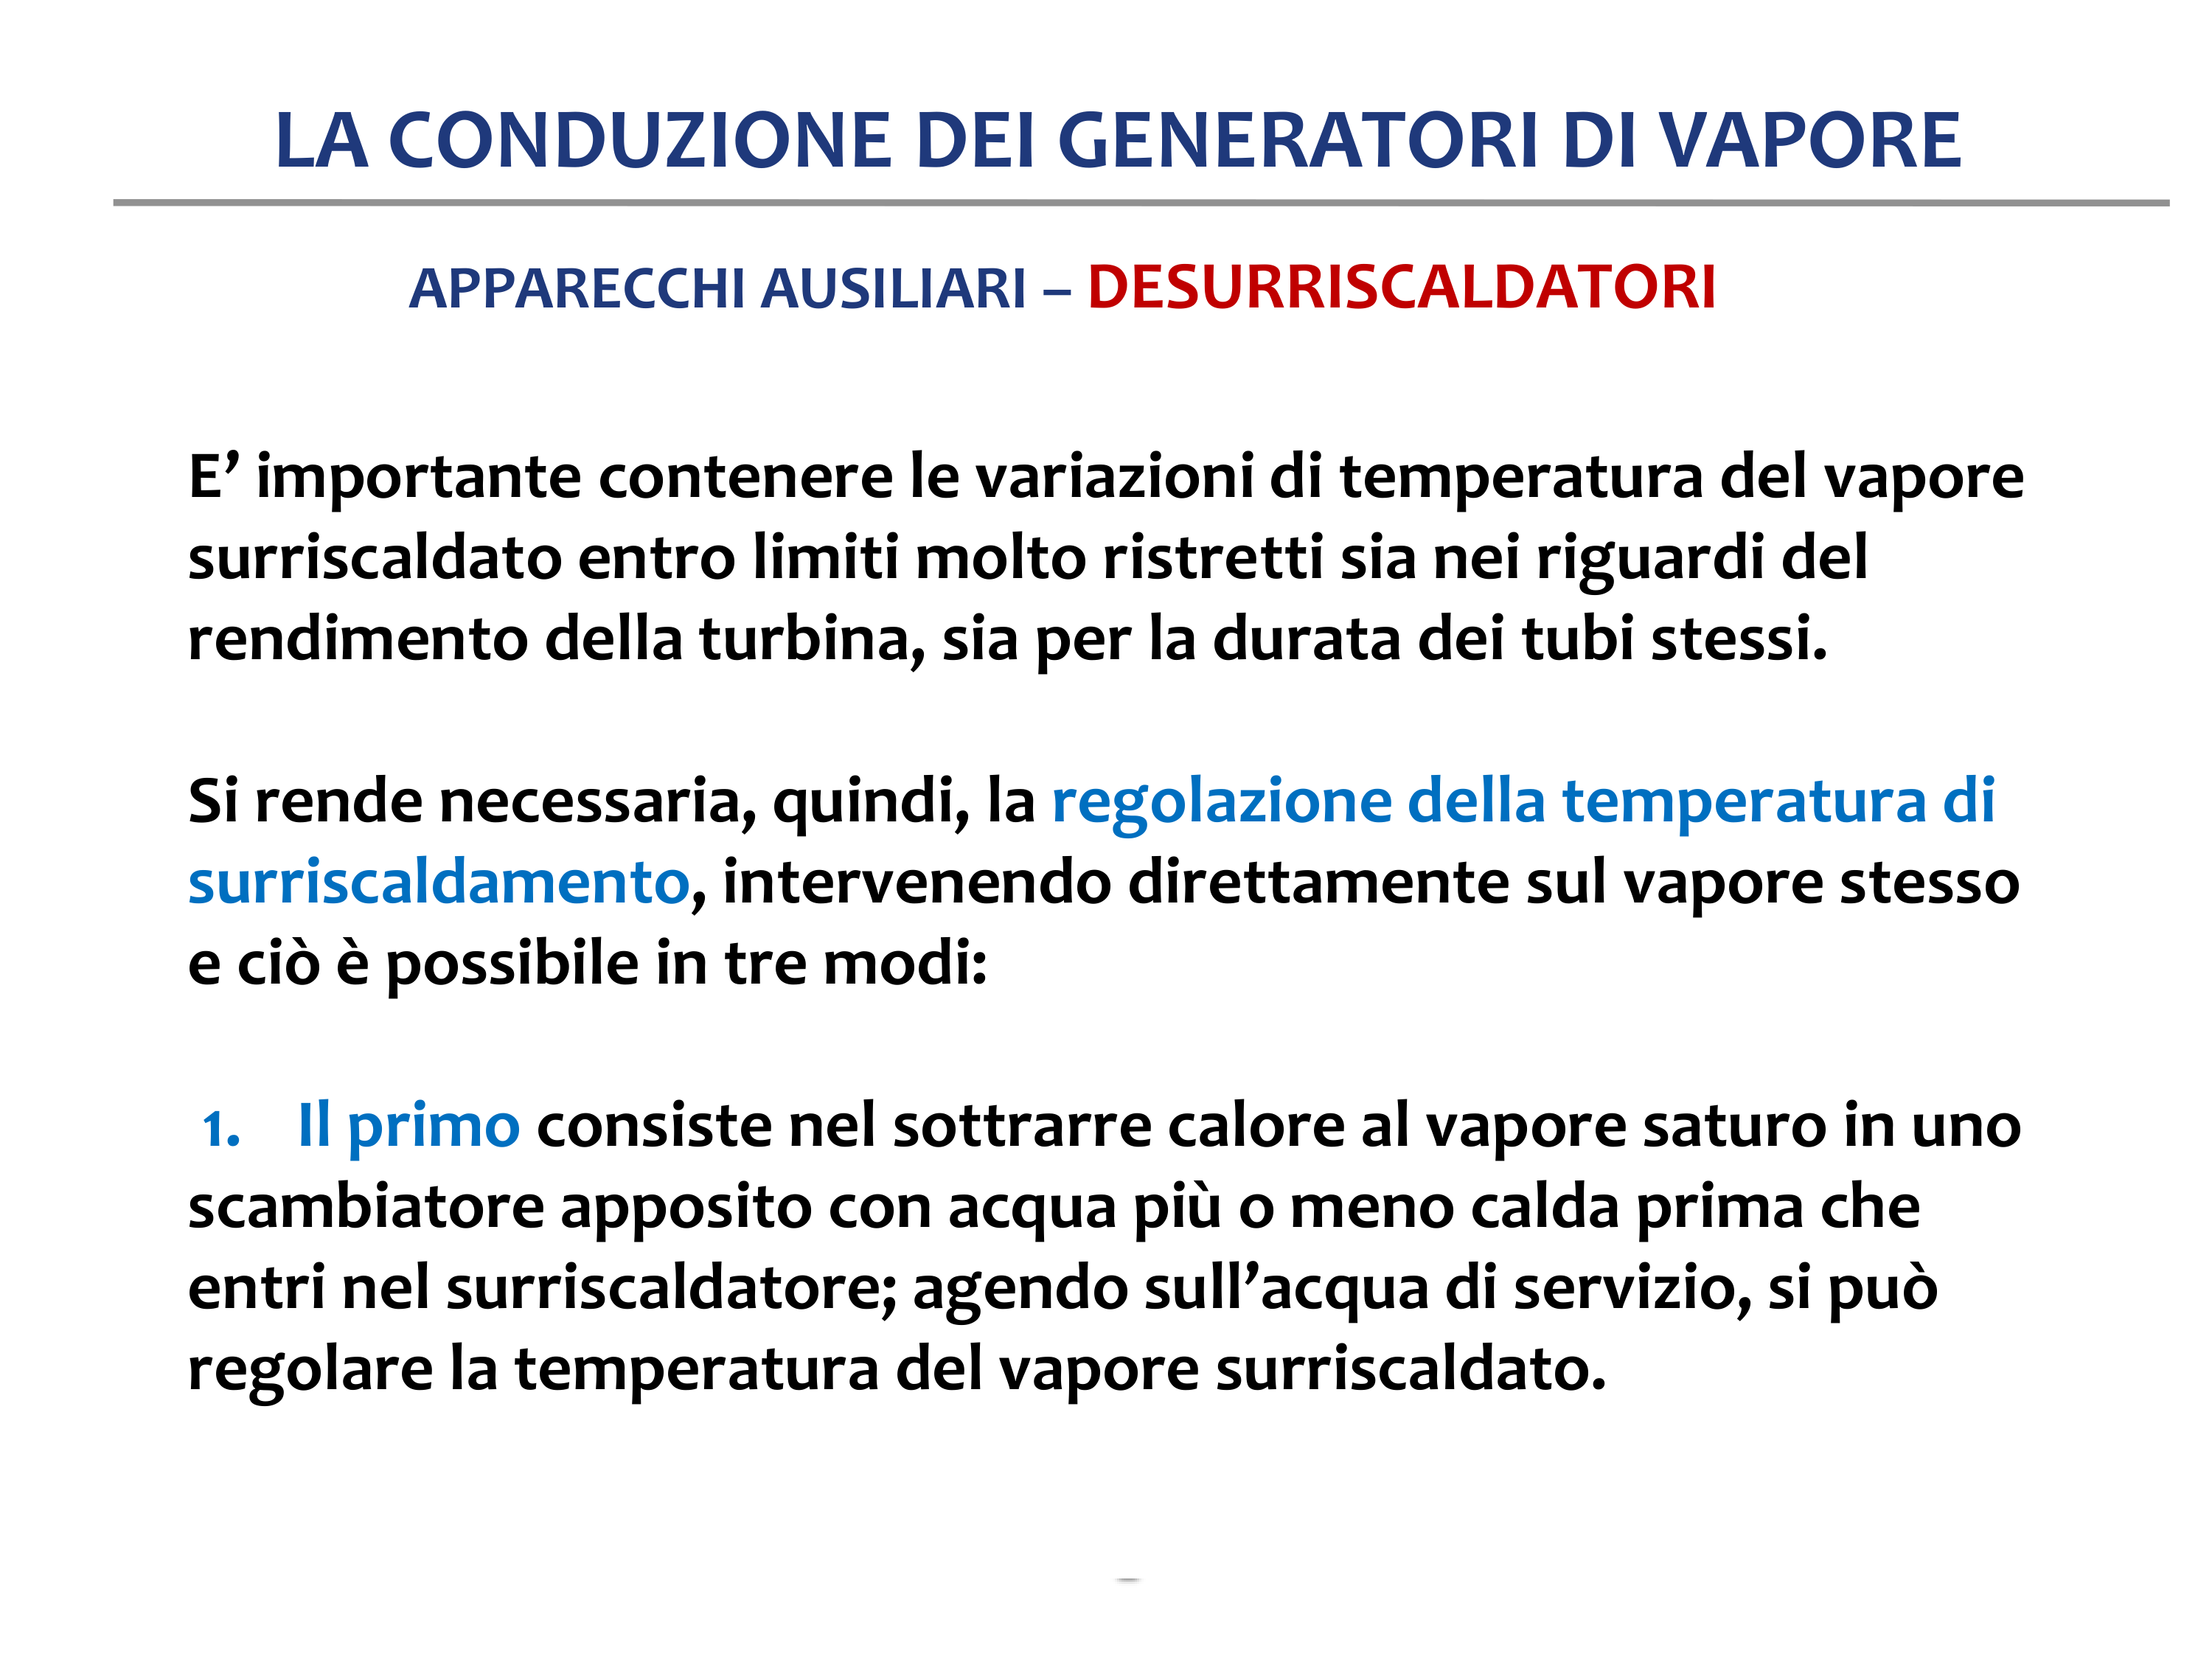 LA CONDUZIONE DEI GENERATORI DI VAPORE
APPARECCHI AUSILIARI – DESURRISCALDATORI
E’ importante contenere le variazioni di temperatura del vapore
surriscaldato entro limiti molto ristretti sia nei riguardi del
rendimento della turbina, sia per la durata dei tubi stessi.
Si rende necessaria, quindi, la regolazione della temperatura di
surriscaldamento, intervenendo direttamente sul vapore stesso
e ciò è possibile in tre modi:
1. Il primo consiste nel sottrarre calore al vapore saturo in uno
scambiatore apposito con acqua più o meno calda prima che
entri nel surriscaldatore; agendo sull’acqua di servizio, si può
regolare la temperatura del vapore surriscaldato.